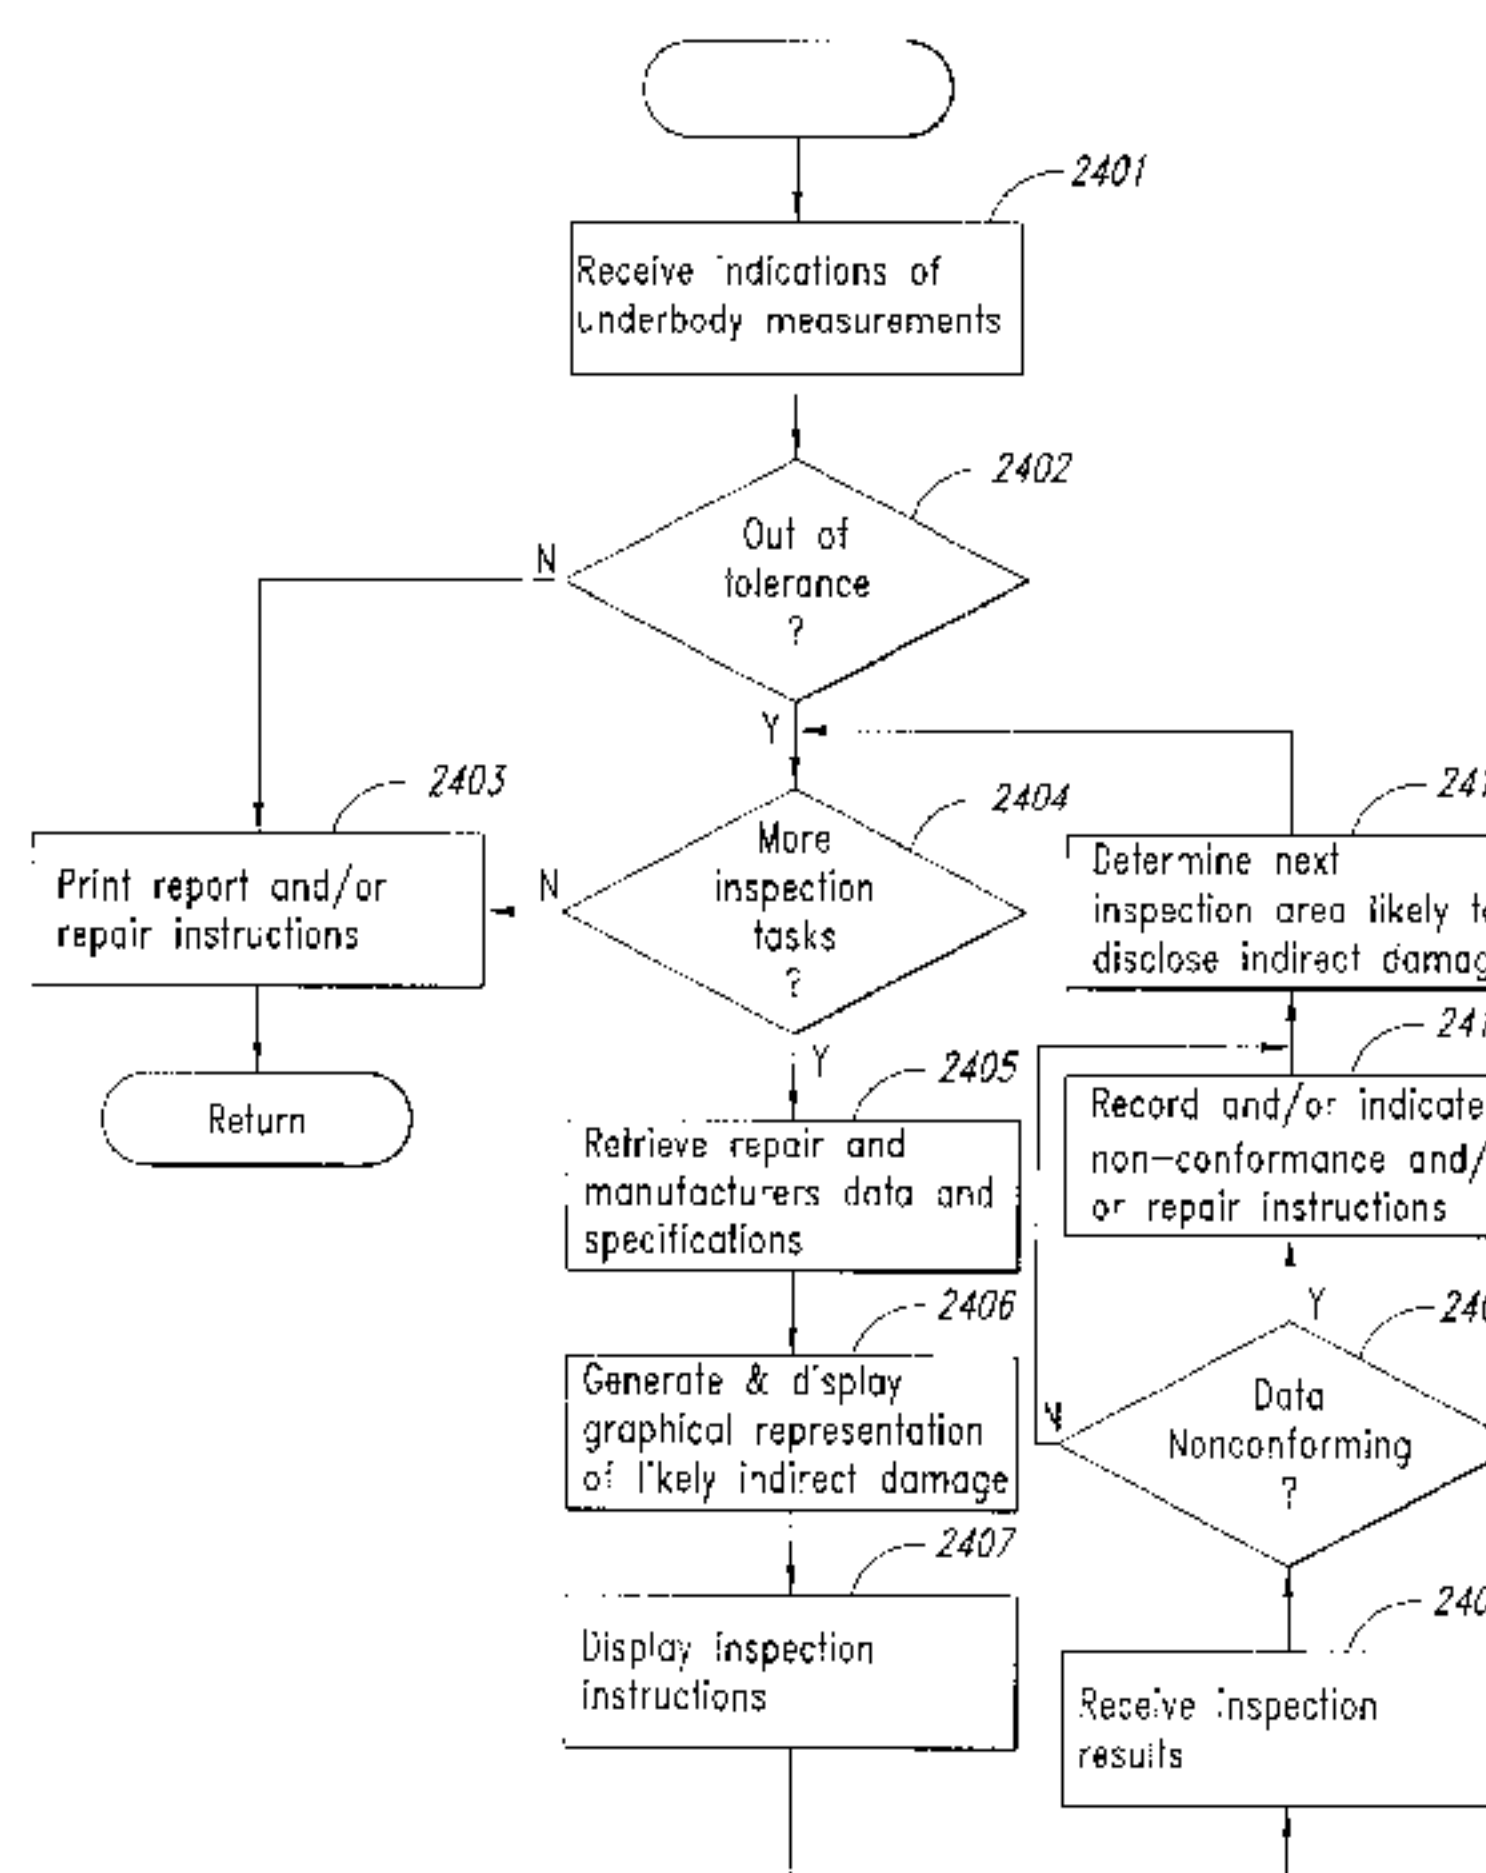 2401
Receive indications of
underbody measurements
2402
Out of
tolerance
?
N
Y
2403
Print report and/or
repair instructions
Return
2404
More
inspection
tasks
?
N
Y
2405
Retrieve repair and
manufacturers data and
specifications
2406
Generate & display
graphical representation
of likely indirect damage
2407
Display inspection
instructions
Determine next
inspection area likely
disclose indirect
Record and/or indicate
non-conformance and/
or repair instructions
Y
Data
Nonconforming
?
N
Receive inspection
results